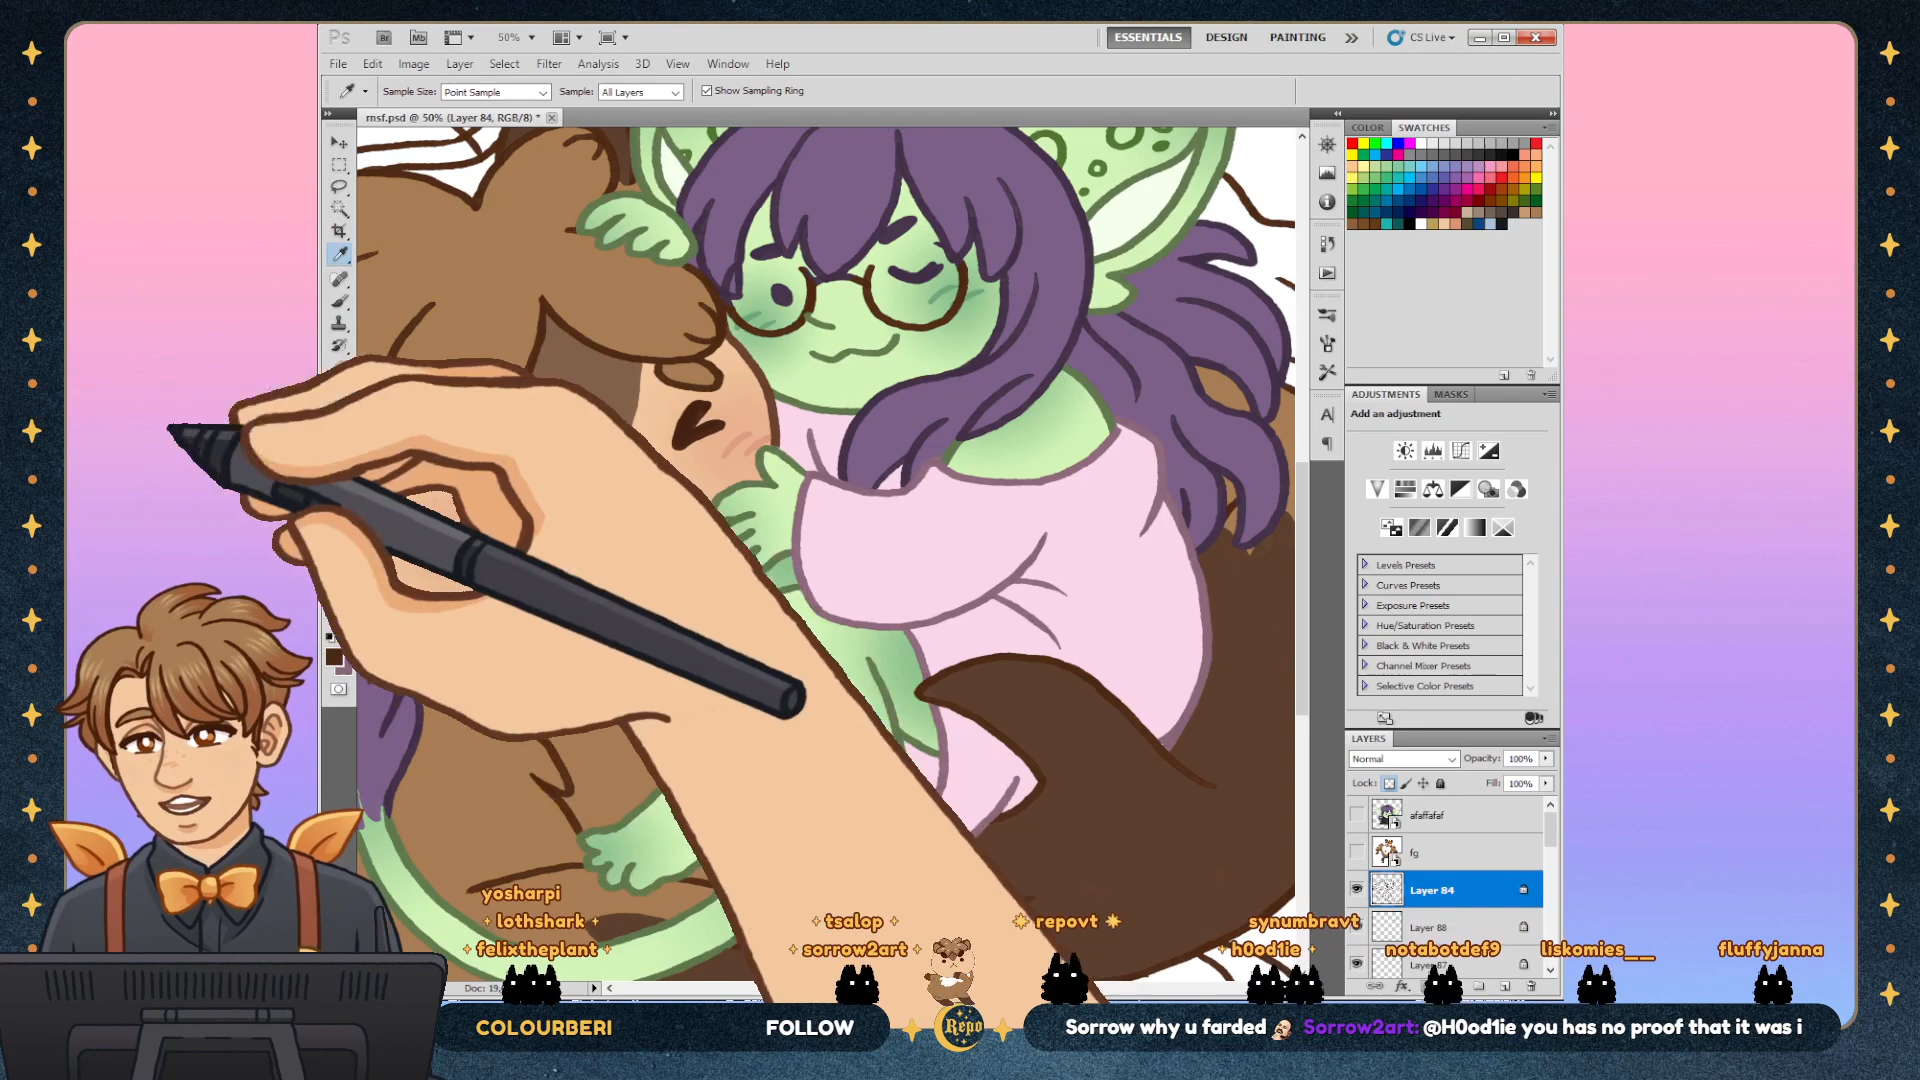 Ps
Br
Mb
50%
ESSENTIALS
DESIGN
PAINTING
CS Live
File
Edit
Image
Layer
Select
Filter
Analysis
3D
View
Window
Help
Sample Size:
Point Sample
Sample:
All Layers
Show Sampling Ring
rnsf.psd @ 50% (Layer 84, RGB/8) *
COLOR
SWATCHES
ADJUSTMENTS
MASKS
Add an adjustment
Levels Presets
Curves Presets
Exposure Presets
Hue/Saturation Presets
Black & White Presets
Channel Mixer Presets
Selective Color Presets
LAYERS
Normal
Opacity:
100%
Lock:
Fill:
100%
afaffafaf
fg
Layer 84
Layer 88
yosharpi
lothshark
felixtheplant
tsalop
sorrow2art
repovt
synumbravt
h0od1ie
notabotdef9
liskomies__
fluffyjanna
COLOURBERI
FOLLOW
Repo
Sorrow why u farded Sorrow2art: @H0od1ie you has no proof that it was i